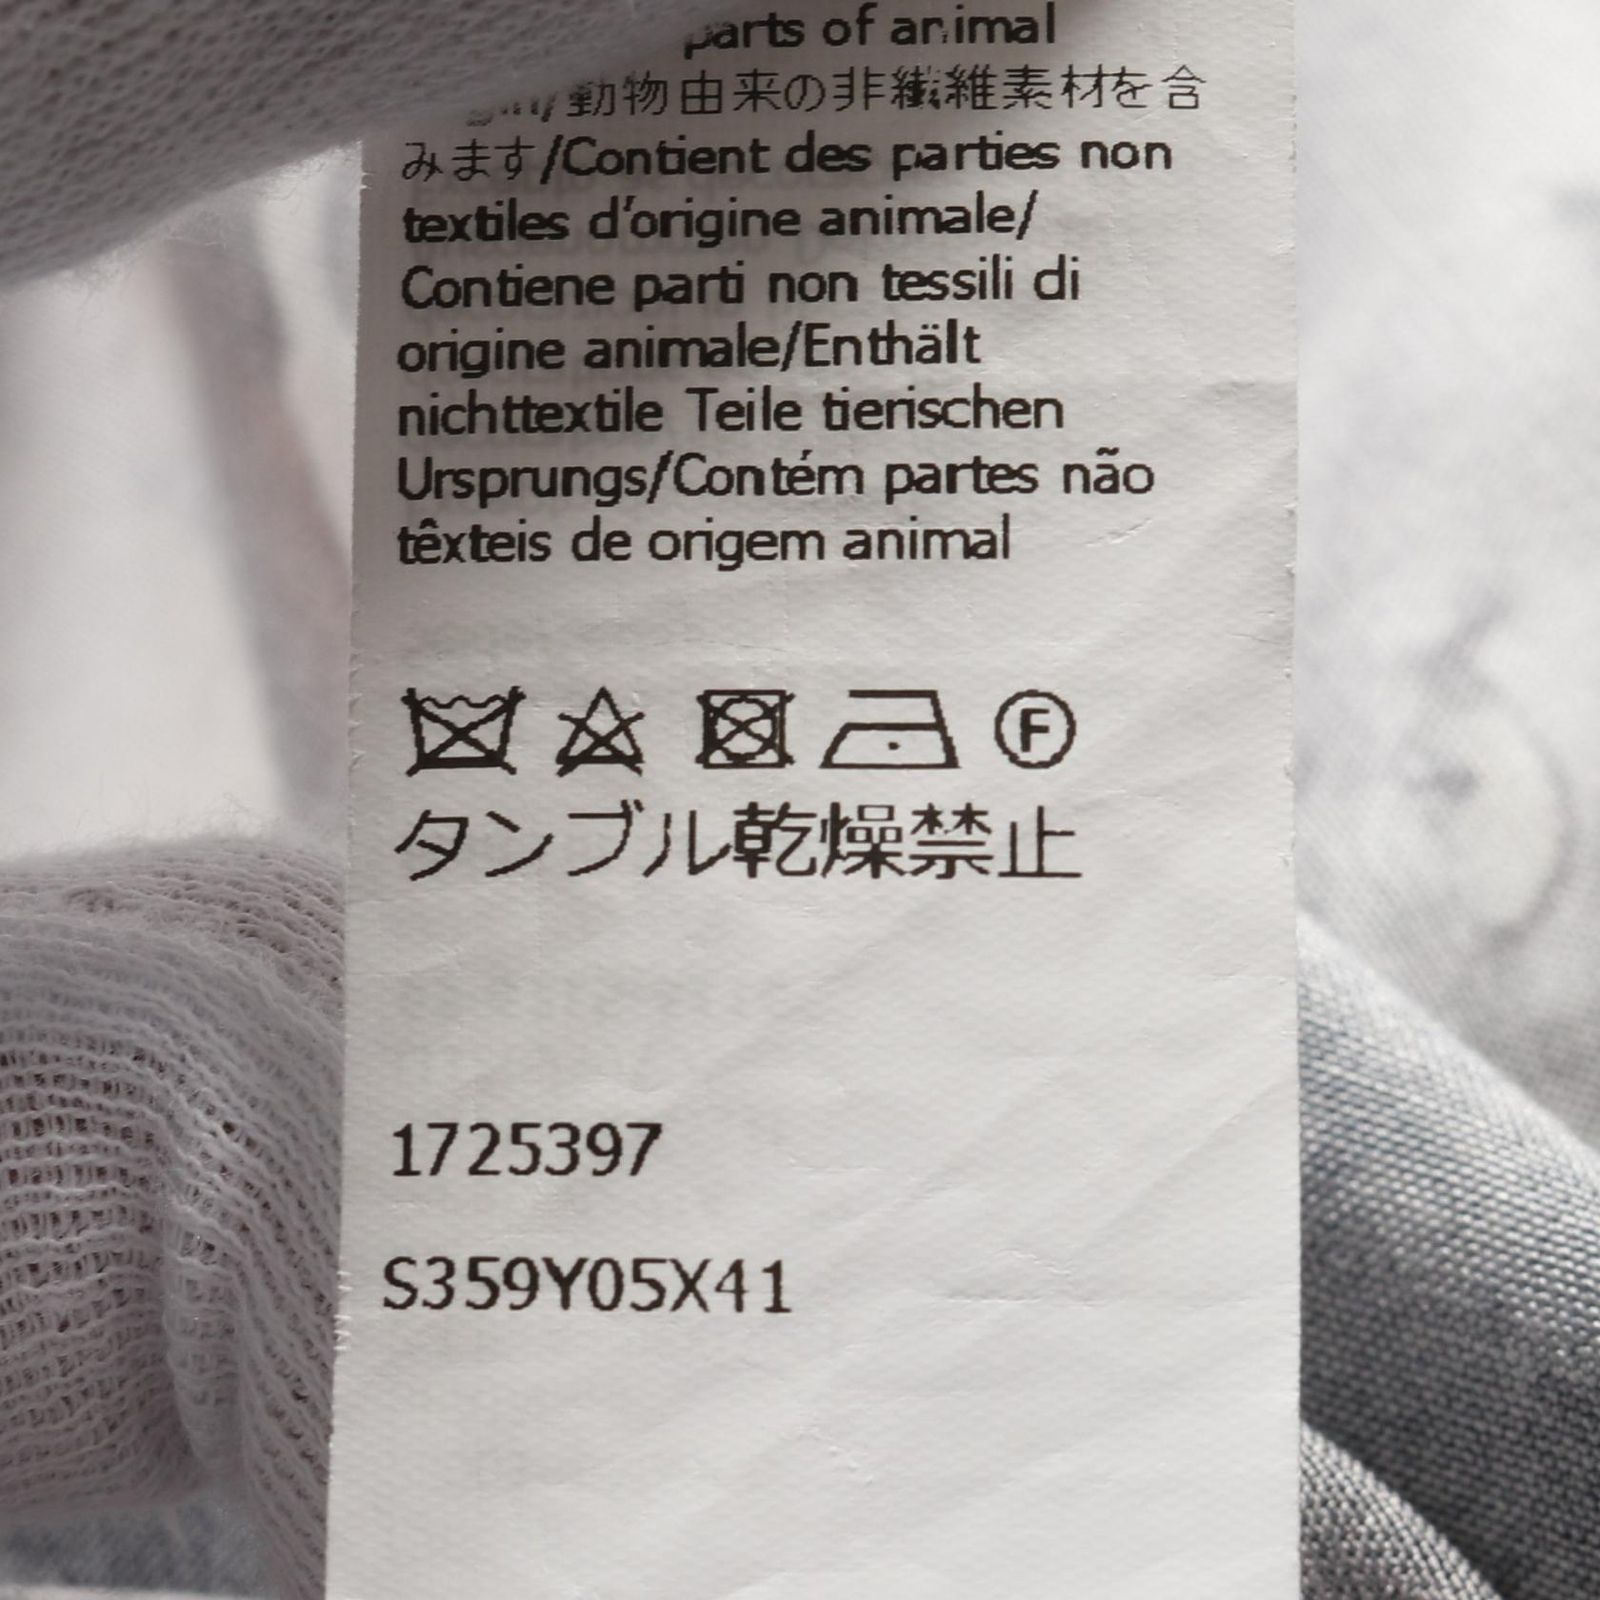 parts of animal
/動物由来の非繊維素材を含
みます/Contient des parties non
textiles d'origine animale/
Contiene parti non tessili di
origine animale/Enthält
nichttextile Teile tierischen
Ursprungs/Contém partes não
têxteis de origem animal
F
タンブル乾燥禁止
1725397
S359Y05X41